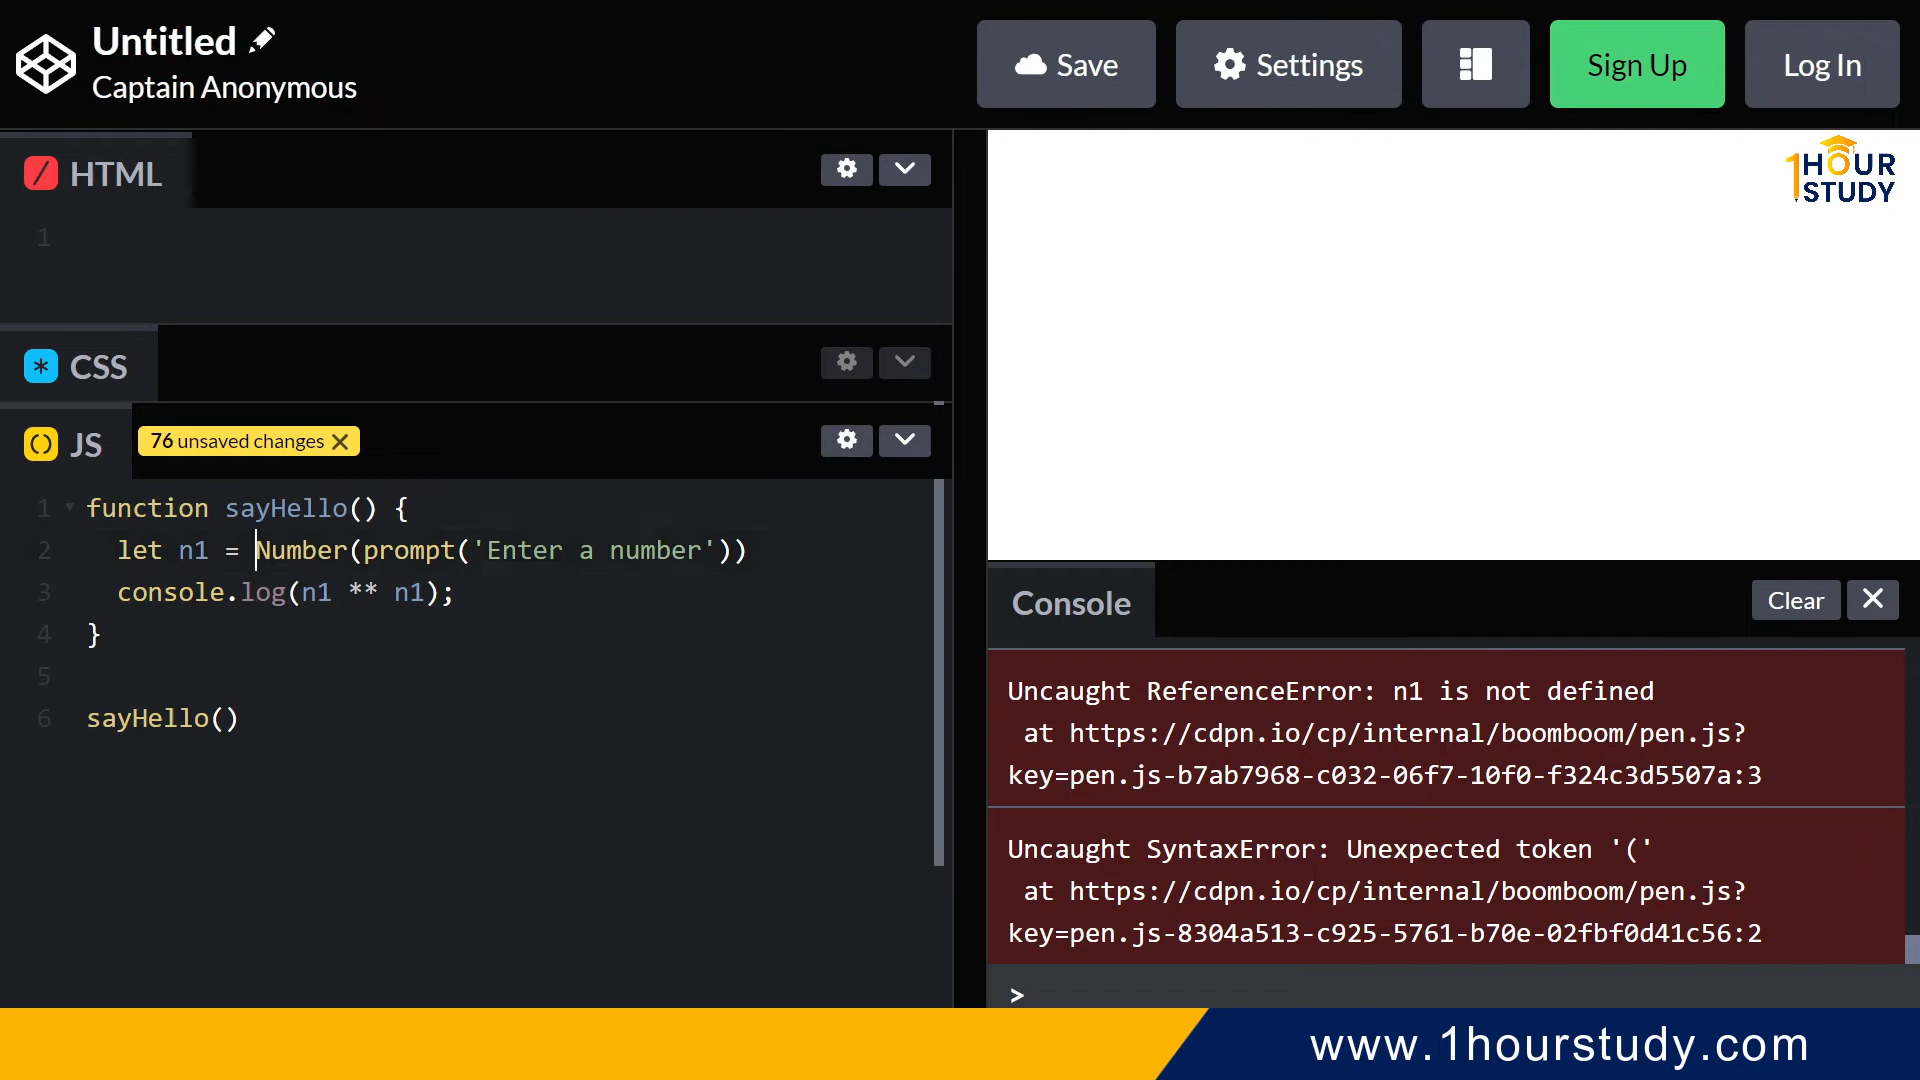 Untitled
Captain Anonymous
Save
Settings
Sign Up
Log In
HTML
1
1HOUR
STUDY
CSS
JS
76 unsaved changes
1 function sayHello() {
2 let n1 = Number(prompt('Enter a number'))
3 console.log(n1 ** n1);
4 }
5
6 sayHello()
Console
Clear
Uncaught ReferenceError: n1 is not defined
at https://cdpn.io/cp/internal/boomboom/pen.js?
key=pen.js-b7ab7968-c032-06f7-10f0-f324c3d5507a:3
Uncaught SyntaxError: Unexpected token '('
at https://cdpn.io/cp/internal/boomboom/pen.js?
key=pen.js-8304a513-c925-5761-b70e-02fbf0d41c56:2
>
www.1hourstudy.com